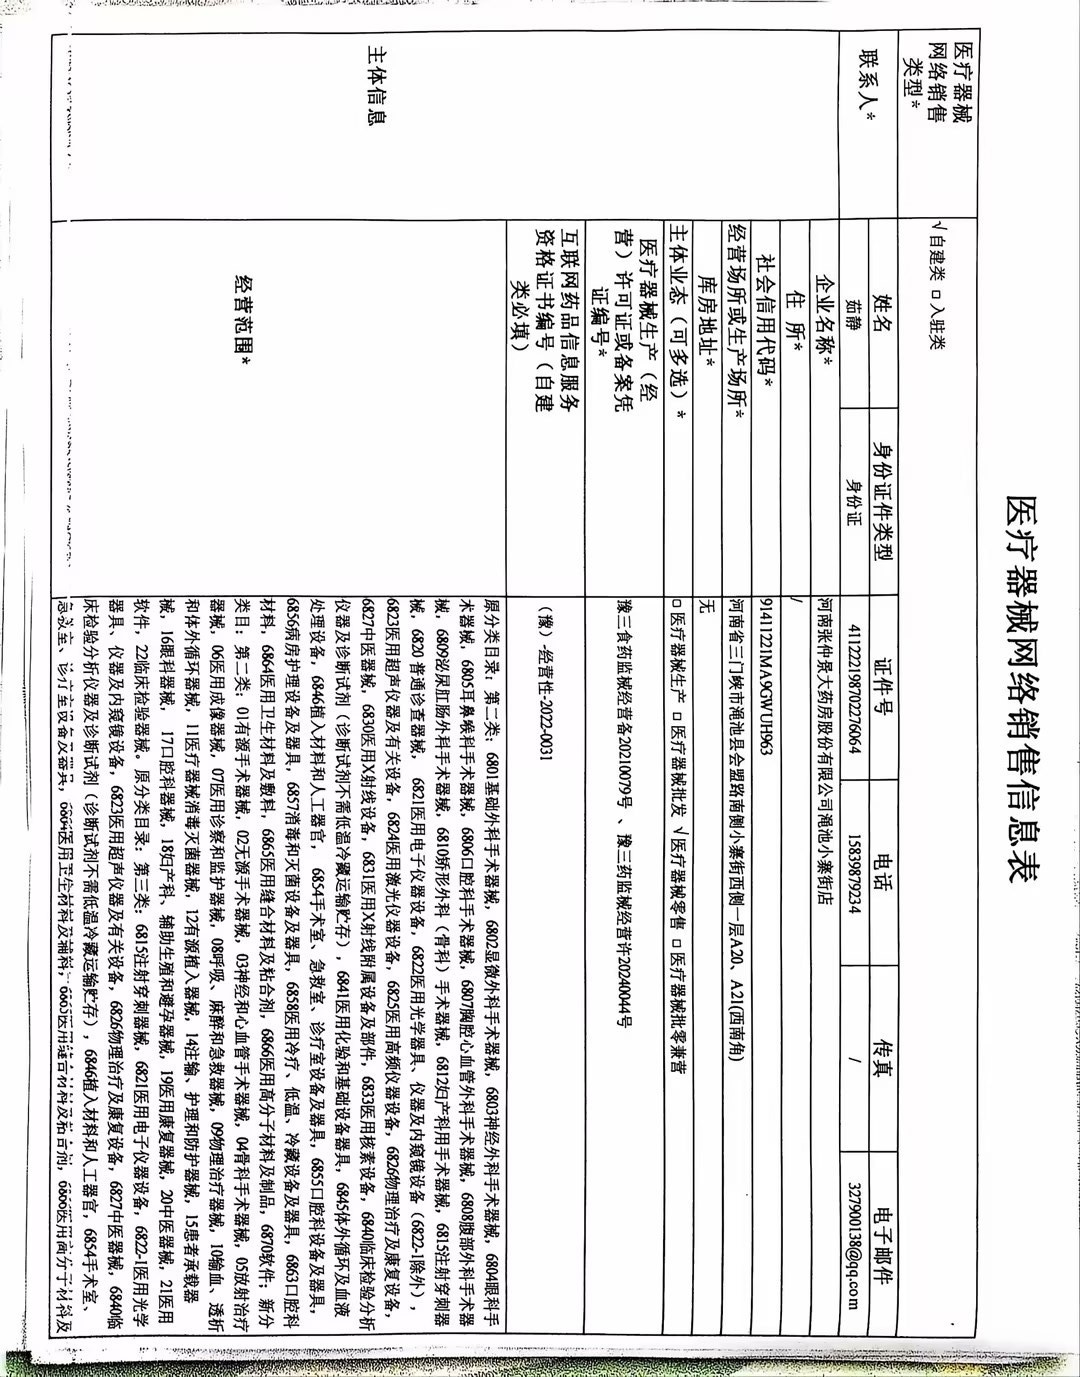 医疗器械网络销售信息表
医疗器械
网络销售
类型*
√自建类 □入驻类
联系人*
姓名 身份证件类型 证件号 电话 传真 电子邮件
茹静 身份证 411222198702276064 15839879234 / 327900138@qq.com
主体信息
企业名称* 河南张仲景大药房股份有限公司渑池小寨街店
住 所* /
社会信用代码* 91411221MA9GWUH963
经营场所或生产场所* 河南省三门峡市渑池县会盟路南侧小寨街西侧一层A20、A21(西南角)
库房地址* 无
主体业态（可多选）* □ 医疗器械生产 □ 医疗器械批发 √医疗器械零售 □ 医疗器械批零兼营
医疗器械生产（经
营）许可证或备案凭
证编号*
豫三食药监械经营备20210079号 、豫三药监械经营许20240044号
互联网药品信息服务
资格证书编号（自建
类必填）
（豫）-经营性-2022-0031
经营范围*
原分类目录：第二类：6801基础外科手术器械，6802显微外科手术器械，6803神经外科手术器械，6804眼科手
术器械，6805耳鼻喉科手术器械，6806口腔科手术器械，6807胸腔心血管外科手术器械，6808腹部外科手术器
械，6809泌尿肛肠外科手术器械，6810矫形外科（骨科）手术器械，6812妇产科用手术器械，6815注射穿刺器
械，6820 普通诊查器械， 6821医用电子仪器设备，6822医用光学器具、仪器及内窥镜设备（6822-1除外），
6823医用超声仪器及有关设备，6824医用激光仪器设备，6825医用高频仪器设备，6826物理治疗及康复设备，
6827中医器械，6830医用X射线设备，6831医用X射线附属设备及部件，6833医用核素设备，6840临床检验分析
仪器及诊断试剂（诊断试剂不需低温冷藏运输贮存），6841医用化验和基础设备器具，6845体外循环及血液
处理设备，6846植入材料和人工器官， 6854手术室、急救室、诊疗室设备及器具，6855口腔科设备及器具，
6856病房护理设备及器具，6857消毒和灭菌设备及器具，6858医用冷疗、低温、冷藏设备及器具，6863口腔科
材料，6864医用卫生材料及敷料，6865医用缝合材料及粘合剂，6866医用高分子材料及制品，6870软件；新分
类目：第二类：01有源手术器械，02无源手术器械，03神经和心血管手术器械，04骨科手术器械，05放射治疗
器械，06医用成像器械，07医用诊察和监护器械，08呼吸、麻醉和急救器械，09物理治疗器械，10输血、透析
和体外循环器械，11医疗器械消毒灭菌器械，12有源植入器械，14注输、护理和防护器械，15患者承载器
械，16眼科器械， 17口腔科器械，18妇产科、辅助生殖和避孕器械，19医用康复器械，20中医器械，21医用
软件，22临床检验器械。原分类目录：第三类：6815注射穿刺器械，6821医用电子仪器设备，6822-1医用光学
器具、仪器及内窥镜设备，6823医用超声仪器及有关设备，6826物理治疗及康复设备，6827中医器械，6840临
床检验分析仪器及诊断试剂（诊断试剂不需低温冷藏运输贮存），6846植入材料和人工器官，6854手术室、
急救室、诊疗室设备及器具，6864医用卫生材料及敷料，6865医用缝合材料及粘合剂，6866医用高分子材料及